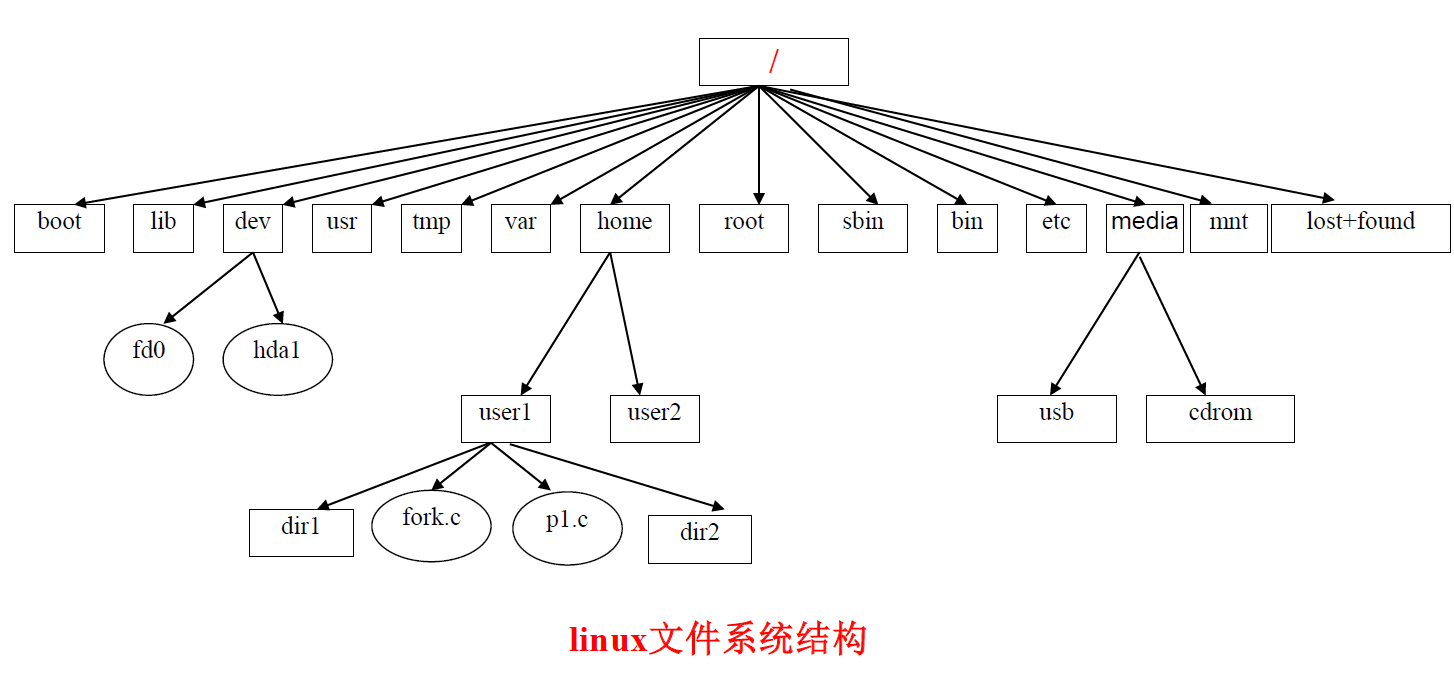 /
boot
lib
dev
usr
tmp
var
home
root
sbin
bin
etc
media
mnt
lost+found
fd0
hda1
user1
user2
usb
cdrom
dir1
fork.c
p1.c
dir2
linux文件系统结构